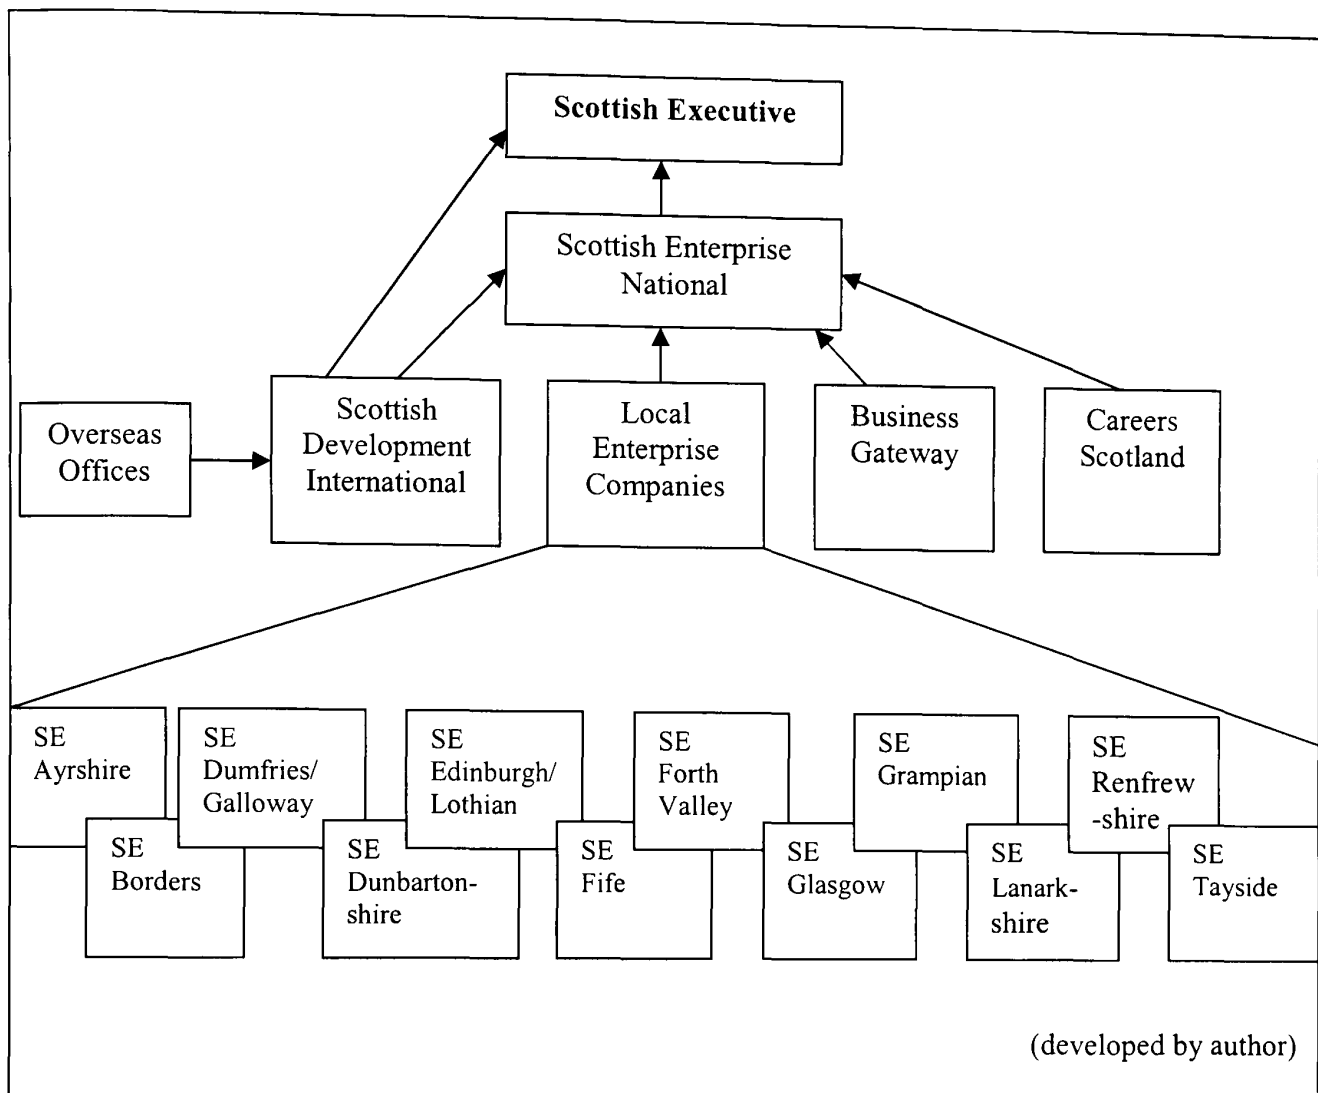 Scottish Executive
Scottish Enterprise
National
Overseas
Offices
Scottish
Development
International
Local
Enterprise
Companies
Business
Gateway
Careers
Scotland
SE
Ayrshire
SE
Borders
SE
Dumfries/
Galloway
SE
Dunbarton-
shire
SE
Edinburgh/
Lothian
SE
Fife
SE
Forth
Valley
SE
Glasgow
SE
Grampian
SE
Lanark-
shire
SE
Renfrew
-shire
SE
Tayside
(developed by author)